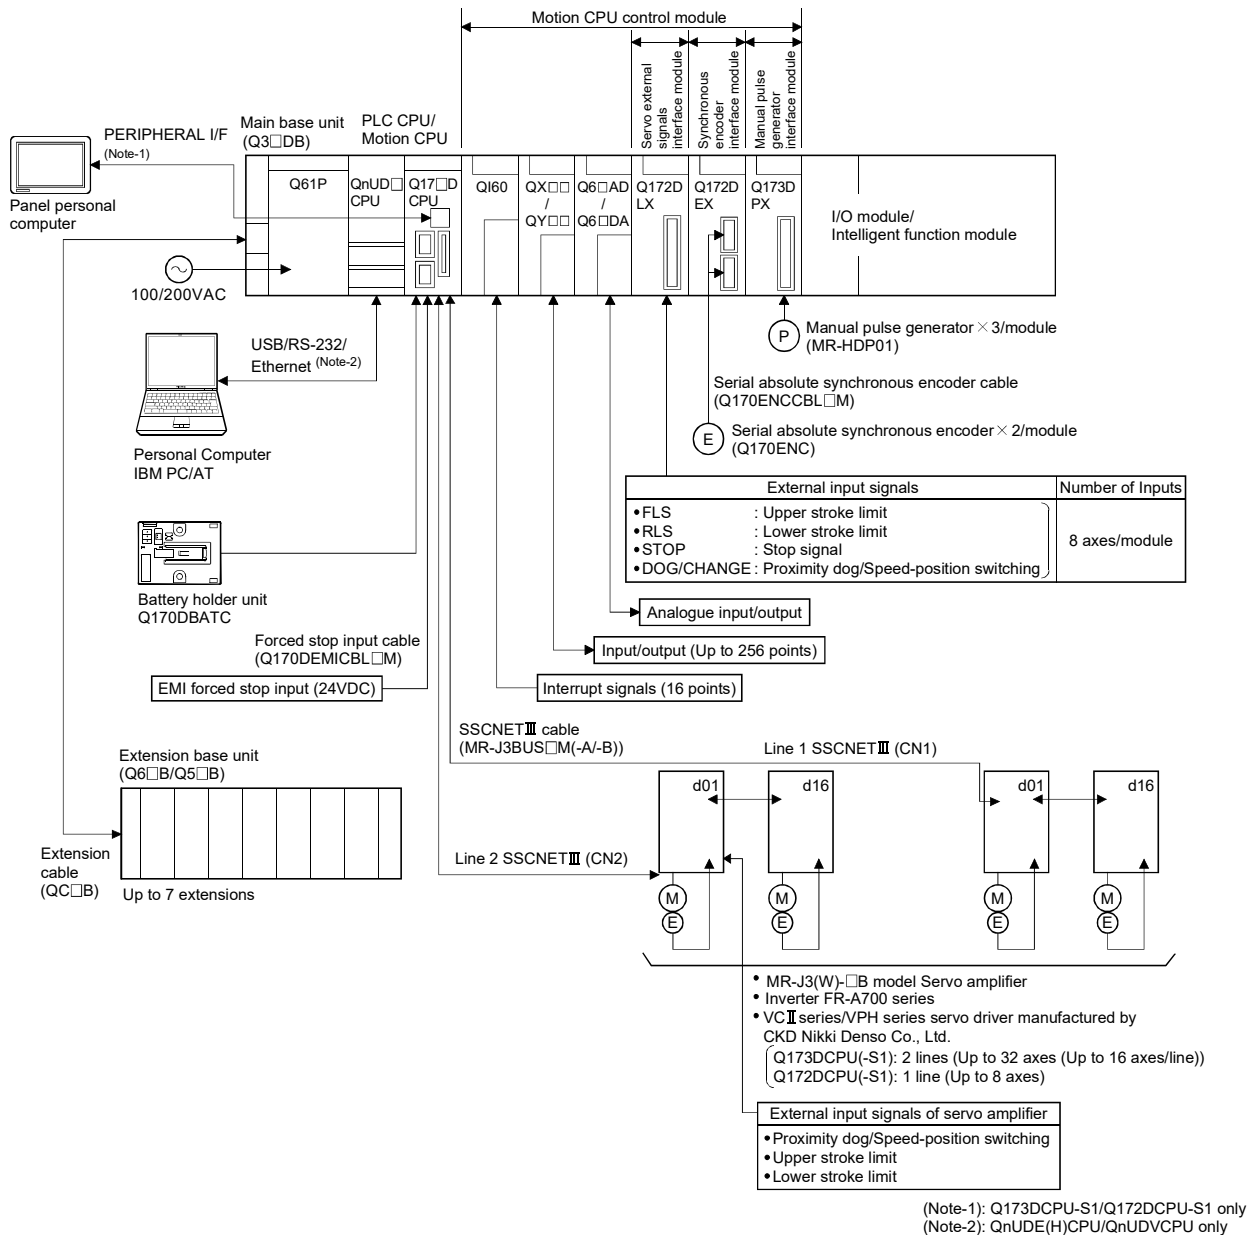 Motion CPU control module
Servo external
signals
interface module
Synchronous
encoder
interface module
Manual pulse
generator
interface module
PERIPHERAL I/F
(Note-1)
Main base unit
(Q3□DB)
PLC CPU/
Motion CPU
Panel personal
computer
Q61P
QnUD□
CPU
Q17□D
CPU
QI60
QX□□
/
QY□□
Q6□AD
/
Q6□DA
Q172D
LX
Q172D
EX
Q173D
PX
I/O module/
Intelligent function module
100/200VAC
USB/RS-232/
Ethernet (Note-2)
P
Manual pulse generator×3/module
(MR-HDP01)
Serial absolute synchronous encoder cable
(Q170ENCCBL□M)
E
Serial absolute synchronous encoder×2/module
(Q170ENC)
Personal Computer
IBM PC/AT
External input signals
Number of Inputs
•FLS : Upper stroke limit
•RLS : Lower stroke limit
•STOP : Stop signal
•DOG/CHANGE : Proximity dog/Speed-position switching
8 axes/module
Battery holder unit
Q170DBATC
Analogue input/output
Forced stop input cable
(Q170DEMICBL□M)
Input/output (Up to 256 points)
EMI forced stop input (24VDC)
Interrupt signals (16 points)
SSCNETⅢ cable
(MR-J3BUS□M(-A/-B))
Line 1 SSCNETⅢ (CN1)
Extension base unit
(Q6□B/Q5□B)
d01
d16
d01
d16
Extension
cable
(QC□B)
Up to 7 extensions
Line 2 SSCNETⅢ (CN2)
M
E
M
E
M
E
M
E
• MR-J3(W)-□B model Servo amplifier
• Inverter FR-A700 series
• VCⅡ series/VPH series servo driver manufactured by
CKD Nikki Denso Co., Ltd.
Q173DCPU(-S1): 2 lines (Up to 32 axes (Up to 16 axes/line))
Q172DCPU(-S1): 1 line (Up to 8 axes)
External input signals of servo amplifier
•Proximity dog/Speed-position switching
•Upper stroke limit
•Lower stroke limit
(Note-1): Q173DCPU-S1/Q172DCPU-S1 only
(Note-2): QnUDE(H)CPU/QnUDVCPU only